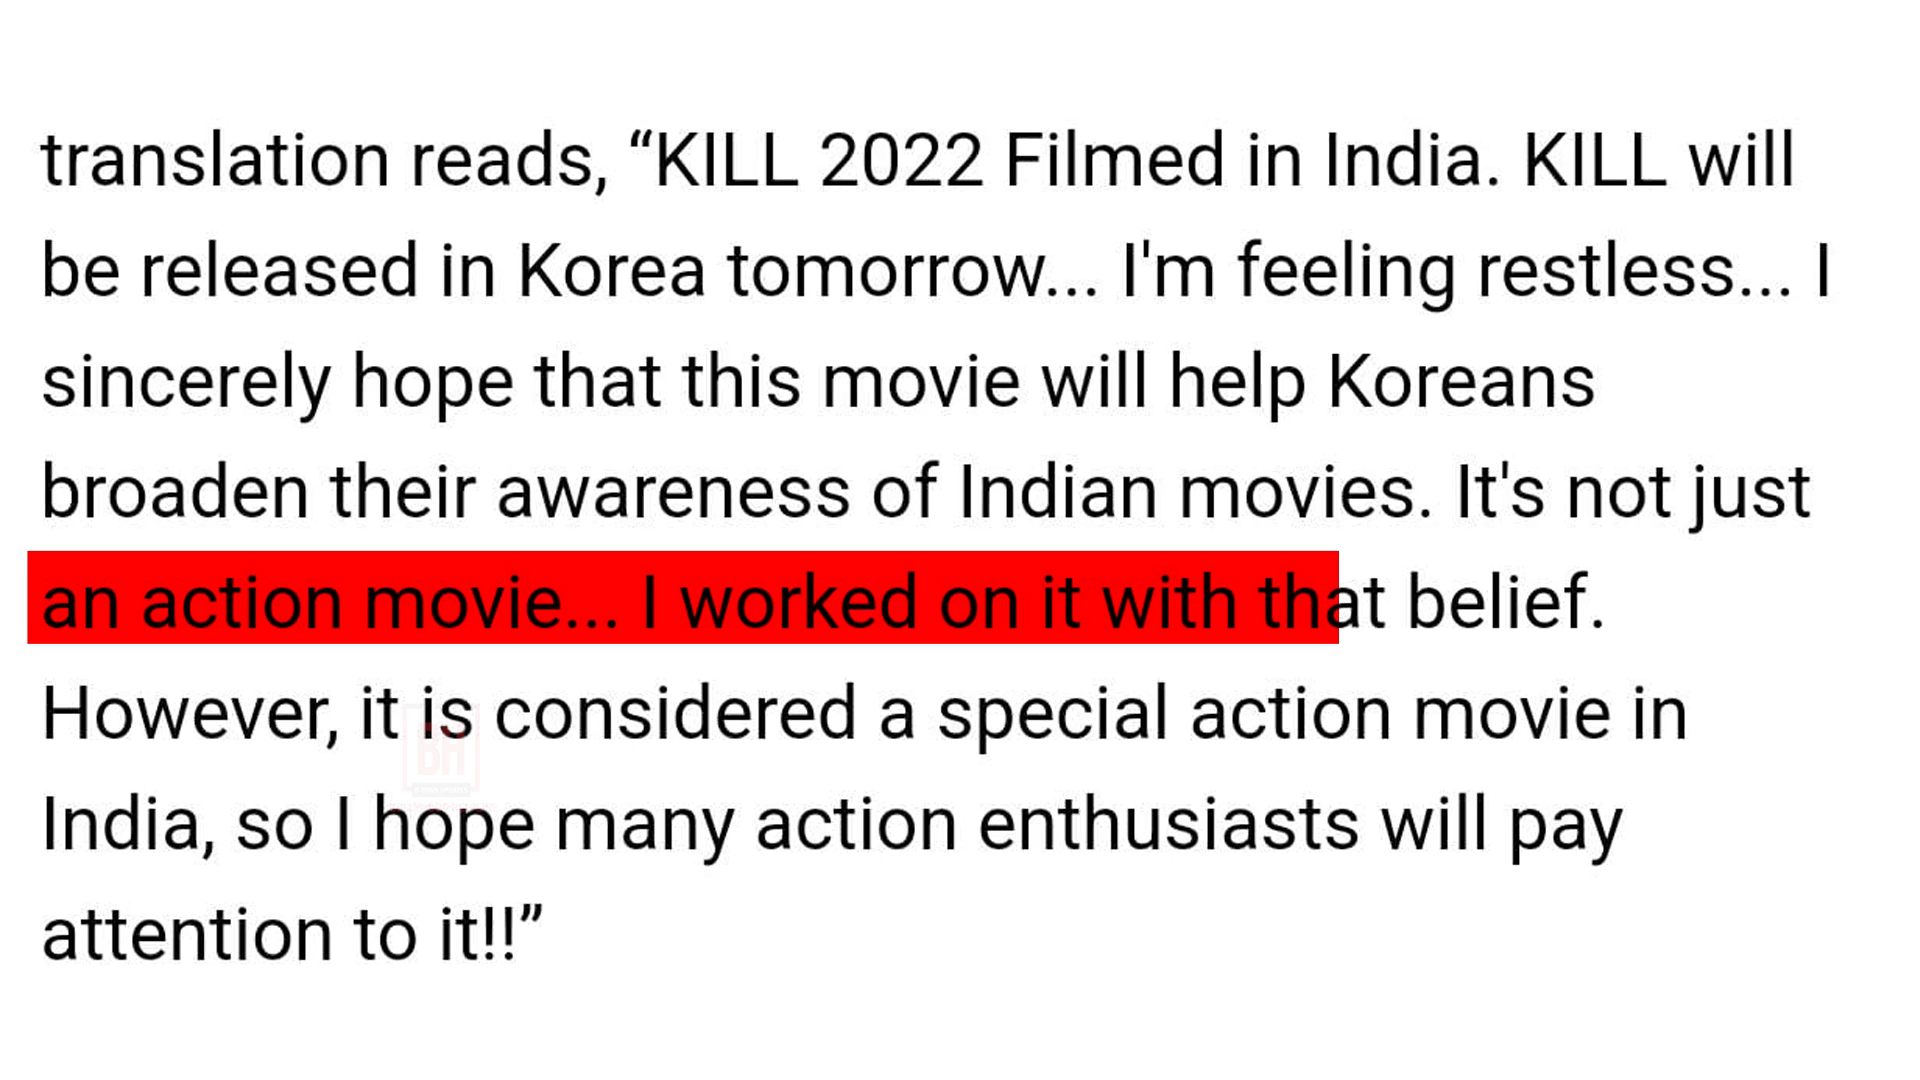 translation reads, “KILL 2022 Filmed in India. KILL will
be released in Korea tomorrow... I'm feeling restless... I
sincerely hope that this movie will help Koreans
broaden their awareness of Indian movies. It's not just
an action movie... I worked on it with that belief.
However, it is considered a special action movie in
India, so I hope many action enthusiasts will pay
attention to it!!”
BH